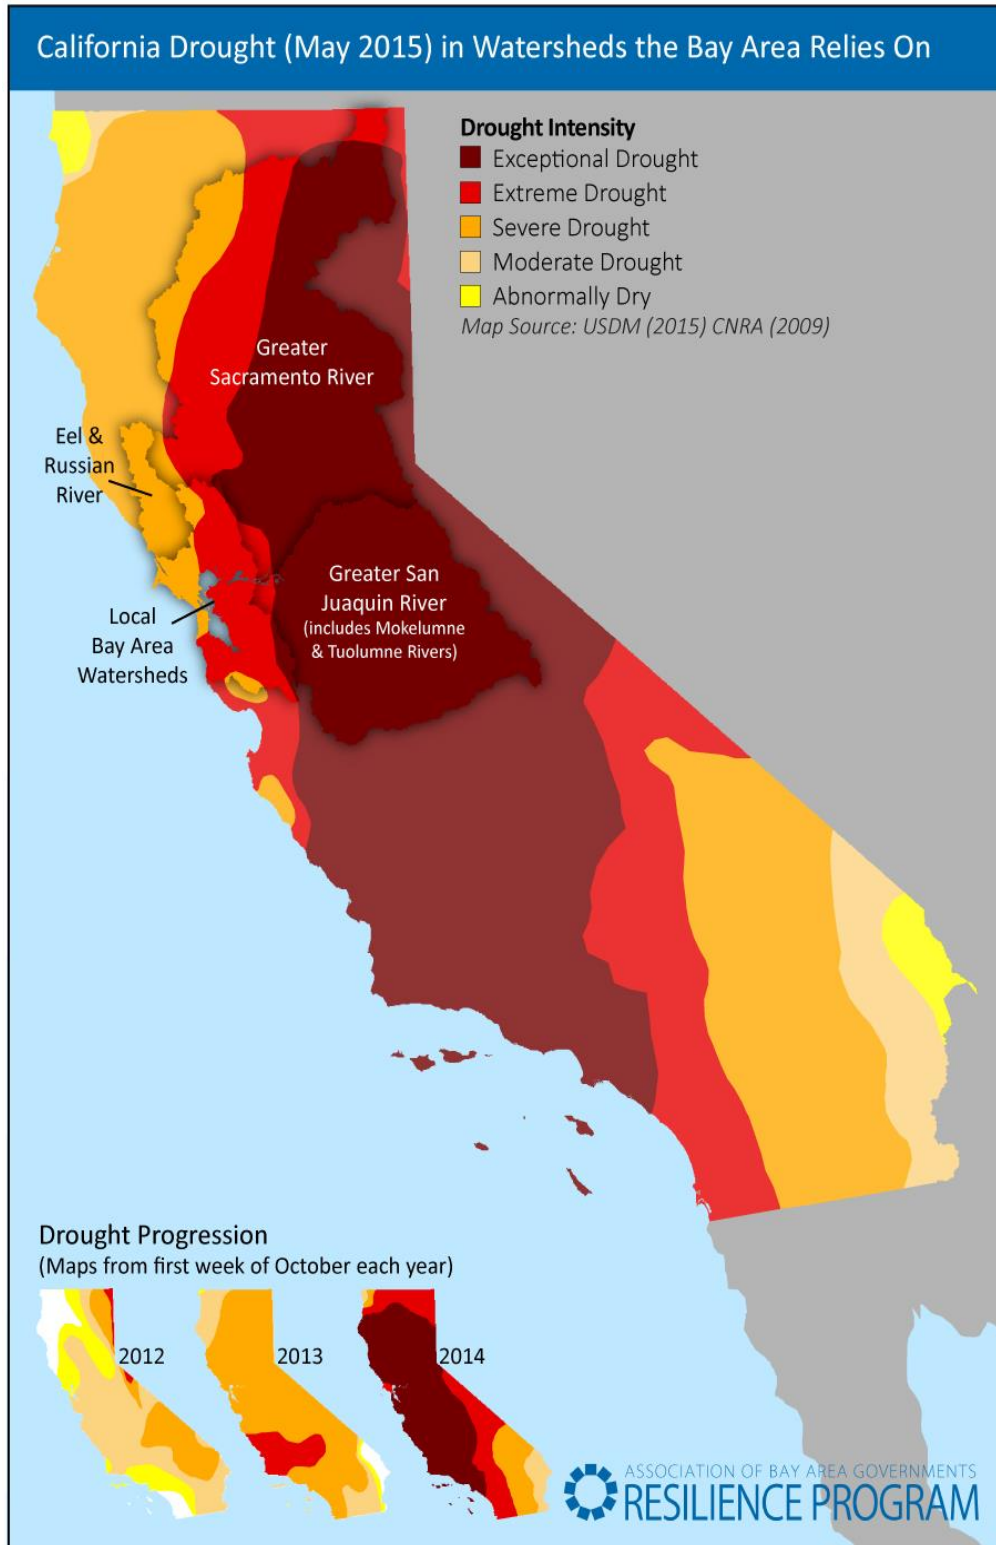 California Drought (May 2015) in Watersheds the Bay Area Relies On
Drought Intensity
Exceptional Drought
Extreme Drought
Severe Drought
Moderate Drought
Abnormally Dry
Map Source: USDM (2015) CNRA (2009)
Greater
Sacramento River
Eel &
Russian
River
Greater San
Juaquin River
(includes Mokelumne
& Tuolumne Rivers)
Local
Bay Area
Watersheds
Drought Progression
(Maps from first week of October each year)
2012
2013
2014
ASSOCIATION OF BAY AREA GOVERNMENTS
RESILIENCE PROGRAM